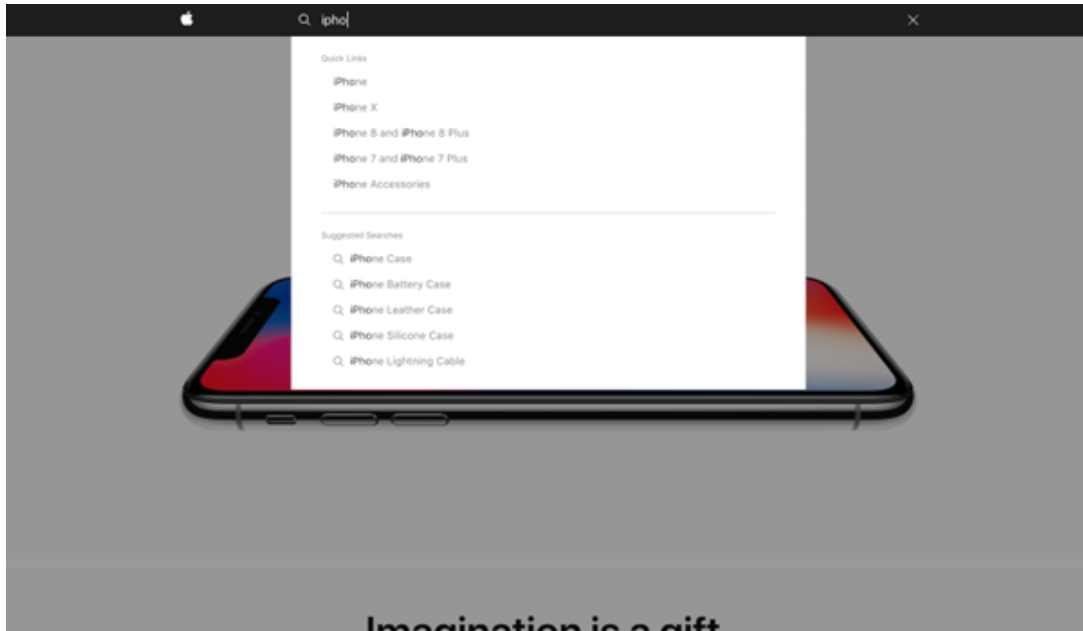 ipho
Quick Links
iPhone
iPhone X
iPhone 8 and iPhone 8 Plus
iPhone 7 and iPhone 7 Plus
iPhone Accessories
Suggested Searches
iPhone Case
iPhone Battery Case
iPhone Leather Case
iPhone Silicone Case
iPhone Lightning Cable
Imagination is a gift